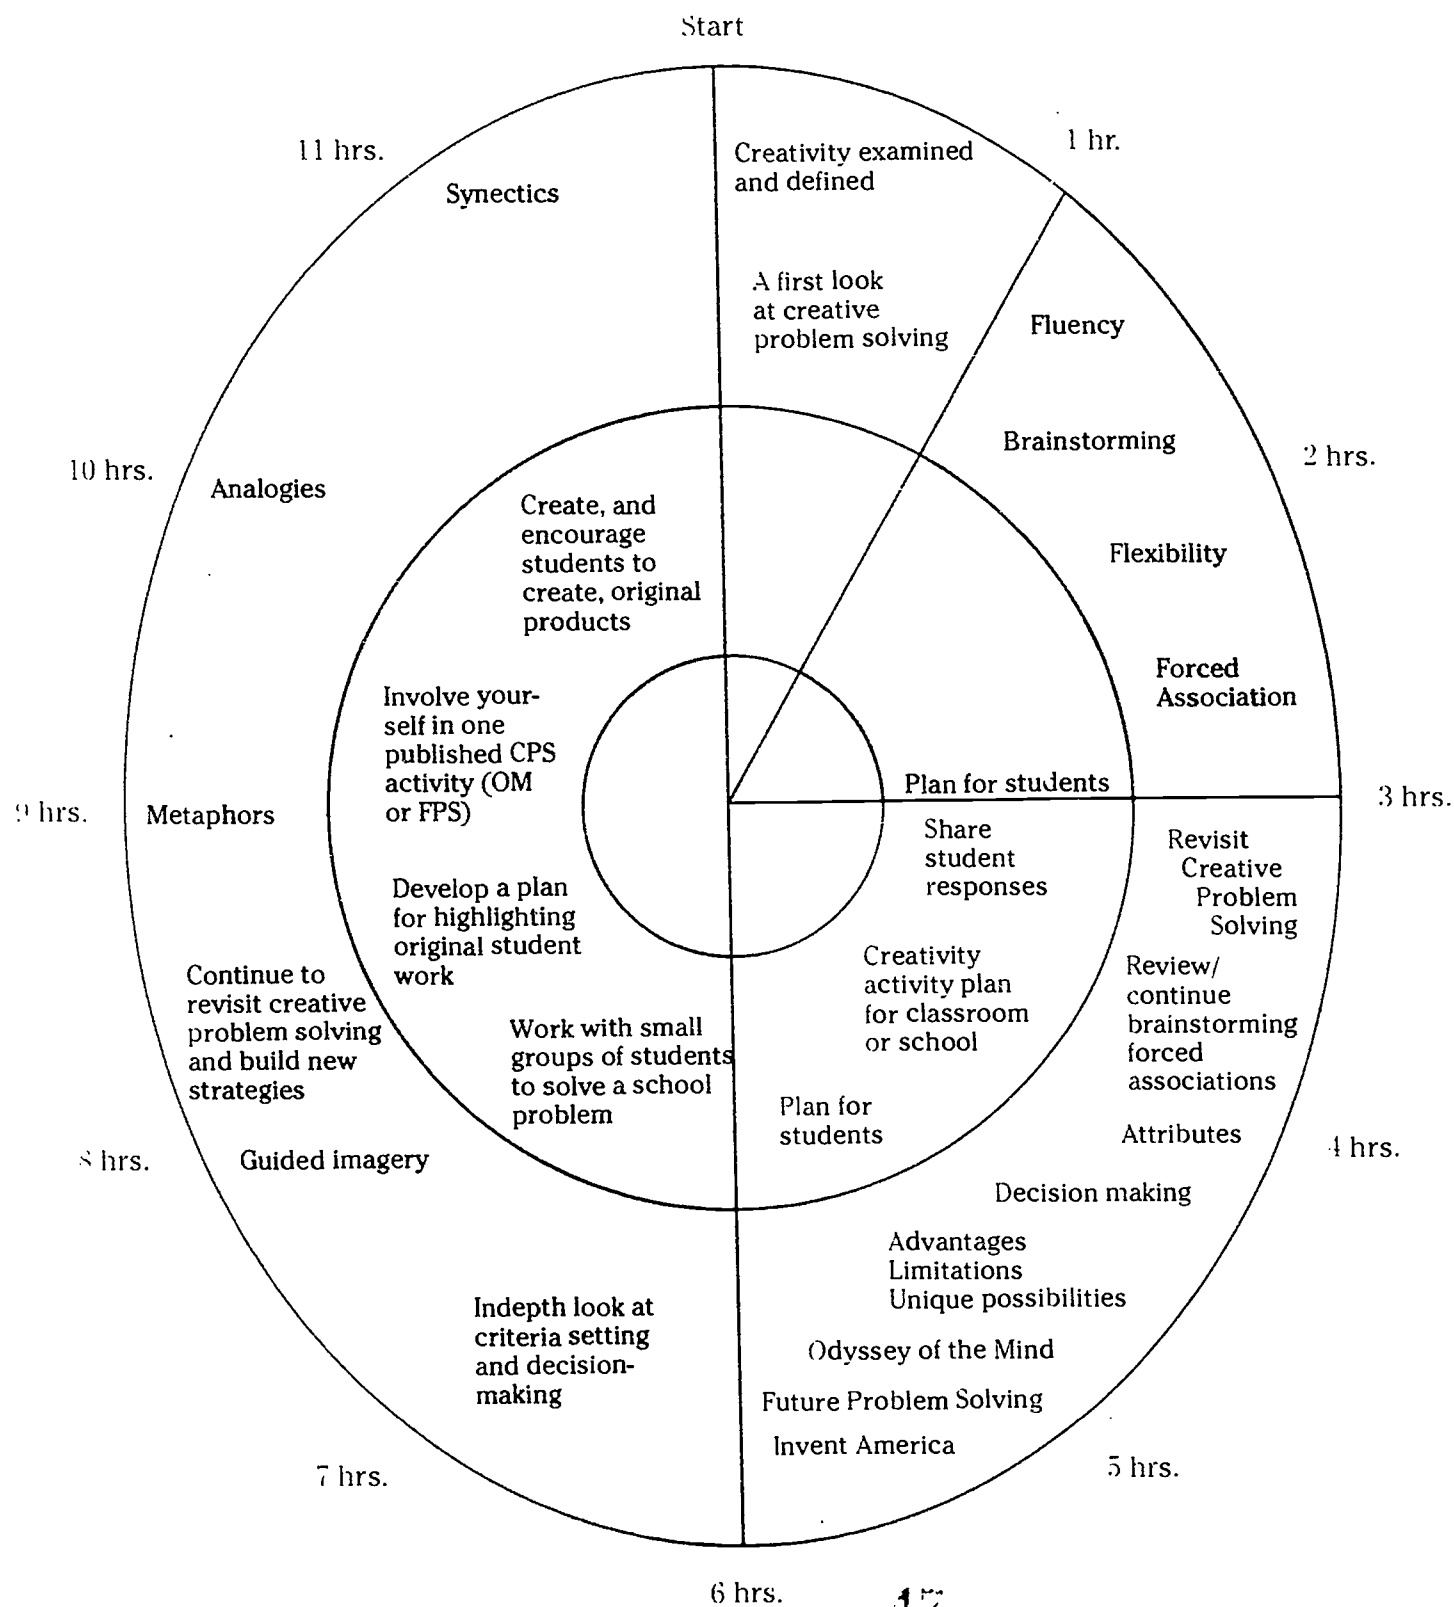 Start
1 hr.
Creativity examined
and defined
A first look
at creative
problem solving
Fluency
Brainstorming
2 hrs.
Flexibility
Forced
Association
Plan for students
3 hrs.
Share
student
responses
Revisit
Creative
Problem
Solving
Creativity
activity plan
for classroom
or school
Review/
continue
brainstorming
forced
associations
Plan for
students
Attributes
4 hrs.
Decision making
Advantages
Limitations
Unique possibilities
Odyssey of the Mind
Future Problem Solving
Invent America
5 hrs.
6 hrs.
Indepth look at
criteria setting
and decision-
making
7 hrs.
Guided imagery
8 hrs.
Continue to
revisit creative
problem solving
and build new
strategies
Work with small
groups of students
to solve a school
problem
Develop a plan
for highlighting
original student
work
Metaphors
9 hrs.
Involve your-
self in one
published CPS
activity (OM
or FPS)
Analogies
10 hrs.
Create, and
encourage
students to
create, original
products
Synectics
11 hrs.